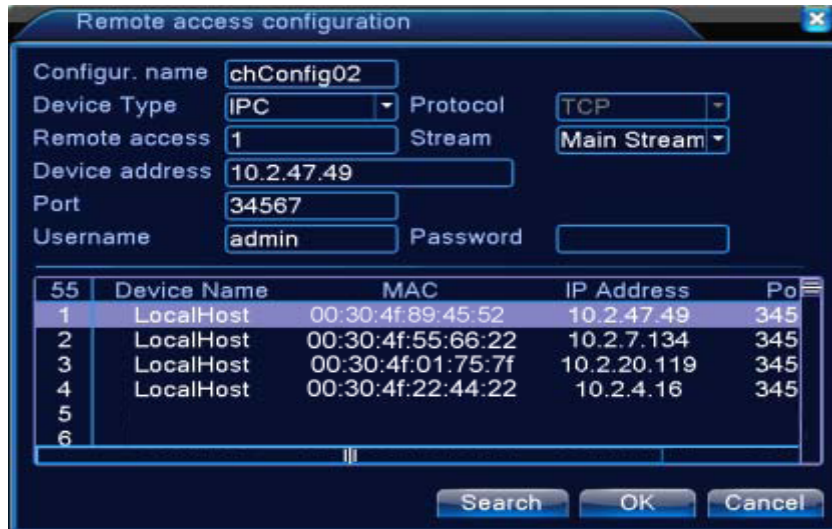 Remote access configuration
Configur. name chConfig02
Device Type IPC Protocol TCP
Remote access 1 Stream Main Stream
Device address 10.2.47.49
Port 34567
Username admin Password
55 Device Name MAC IP Address Po
1 LocalHost 00:30:4f:89:45:52 10.2.47.49 345
2 LocalHost 00:30:4f:55:66:22 10.2.7.134 345
3 LocalHost 00:30:4f:01:75:7f 10.2.20.119 345
4 LocalHost 00:30:4f:22:44:22 10.2.4.16 345
5
6
Search OK Cancel